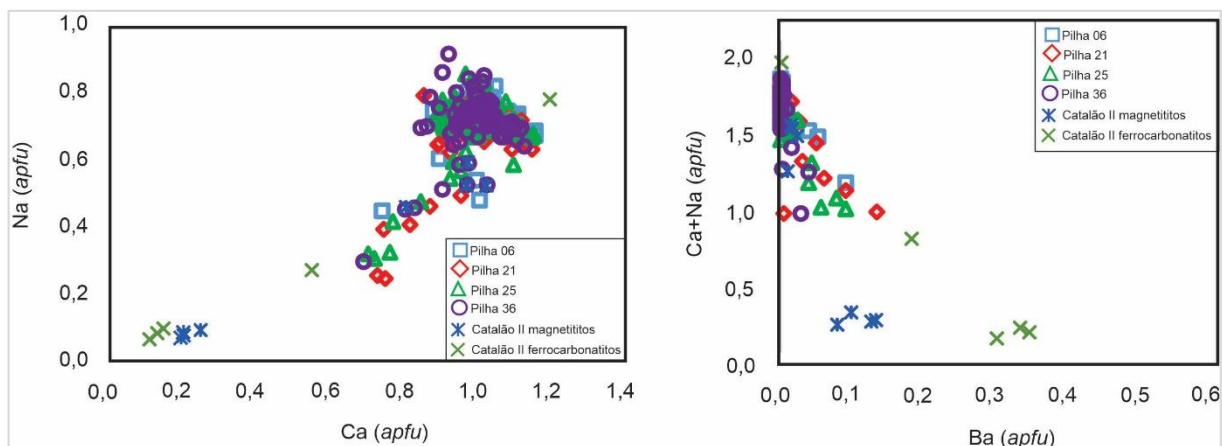 1,0
0,8
0,6
0,4
0,2
0,0
Na (apfu)
0,0 0,2 0,4 0,6 0,8 1,0 1,2 1,4
Ca (apfu)
Pilha 06
Pilha 21
Pilha 25
Pilha 36
Catalão II magnetititos
Catalão II ferrocarbonatitos
2,0
1,5
1,0
0,5
0,0
Ca+Na (apfu)
0,0 0,1 0,2 0,3 0,4 0,5 0,6
Ba (apfu)
Pilha 06
Pilha 21
Pilha 25
Pilha 36
Catalão II magnetititos
Catalão II ferrocarbonatitos